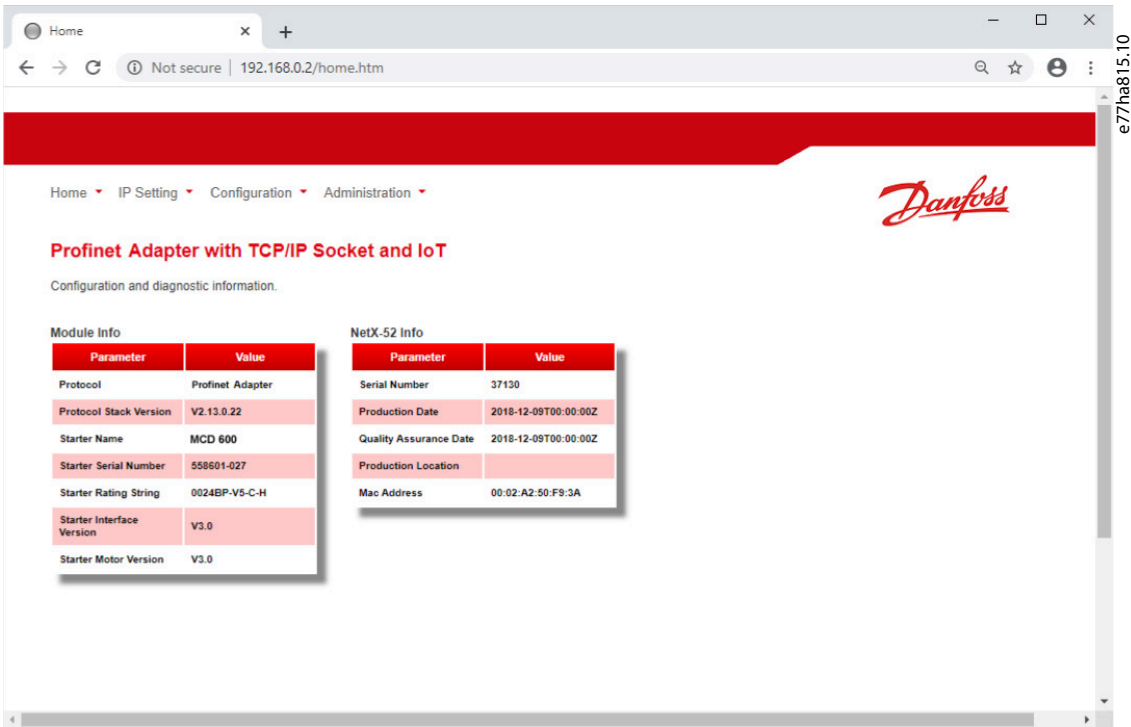 Home
Not secure | 192.168.0.2/home.htm
e77ha815.10
Home IP Setting Configuration Administration
Danfoss
Profinet Adapter with TCP/IP Socket and IoT
Configuration and diagnostic information.
Module Info
Parameter Value
Protocol Profinet Adapter
Protocol Stack Version V2.13.0.22
Starter Name MCD 600
Starter Serial Number 558601-027
Starter Rating String 0024BP-V5-C-H
Starter Interface
Version V3.0
Starter Motor Version V3.0
NetX-52 Info
Parameter Value
Serial Number 37130
Production Date 2018-12-09T00:00:00Z
Quality Assurance Date 2018-12-09T00:00:00Z
Production Location
Mac Address 00:02:A2:50:F9:3A